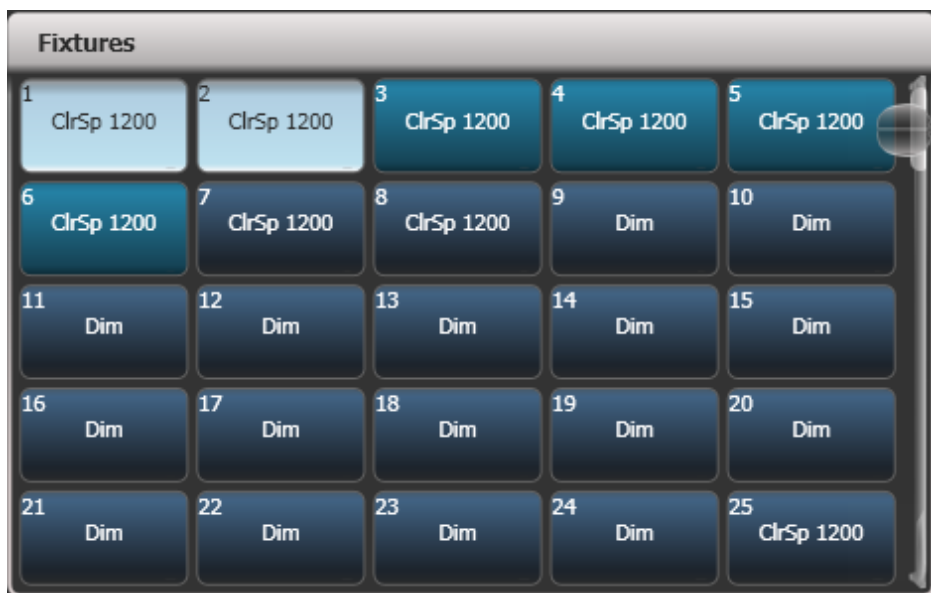 Fixtures
1 ClrSp 1200
2 ClrSp 1200
3 ClrSp 1200
4 ClrSp 1200
5 ClrSp 1200
6 ClrSp 1200
7 ClrSp 1200
8 ClrSp 1200
9 Dim
10 Dim
11 Dim
12 Dim
13 Dim
14 Dim
15 Dim
16 Dim
17 Dim
18 Dim
19 Dim
20 Dim
21 Dim
22 Dim
23 Dim
24 Dim
25 ClrSp 1200